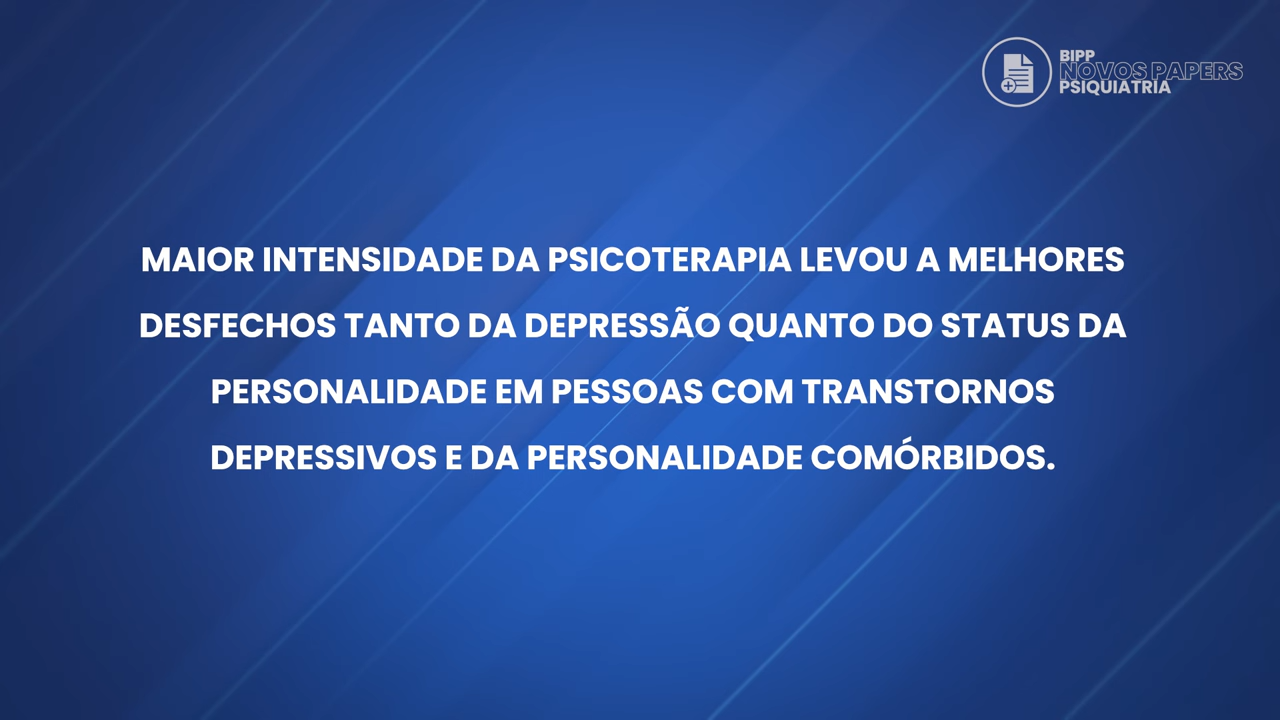 BIPP
NOVOS PAPERS
PSIQUIATRIA
MAIOR INTENSIDADE DA PSICOTERAPIA LEVOU A MELHORES
DESFECHOS TANTO DA DEPRESSÃO QUANTO DO STATUS DA
PERSONALIDADE EM PESSOAS COM TRANSTORNOS
DEPRESSIVOS E DA PERSONALIDADE COMÓRBIDOS.